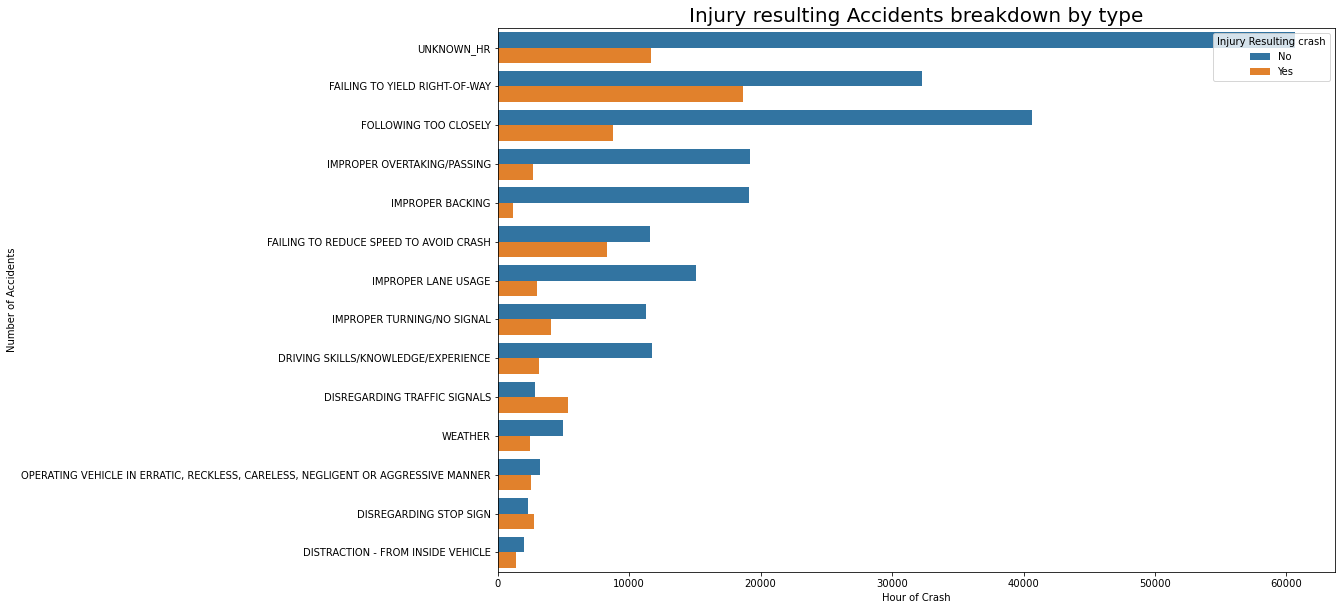 Injury resulting Accidents breakdown by type
Injury Resulting crash
No
Yes
Number of Accidents
UNKNOWN_HR
FAILING TO YIELD RIGHT-OF-WAY
FOLLOWING TOO CLOSELY
IMPROPER OVERTAKING/PASSING
IMPROPER BACKING
FAILING TO REDUCE SPEED TO AVOID CRASH
IMPROPER LANE USAGE
IMPROPER TURNING/NO SIGNAL
DRIVING SKILLS/KNOWLEDGE/EXPERIENCE
DISREGARDING TRAFFIC SIGNALS
WEATHER
OPERATING VEHICLE IN ERRATIC, RECKLESS, CARELESS, NEGLIGENT OR AGGRESSIVE MANNER
DISREGARDING STOP SIGN
DISTRACTION - FROM INSIDE VEHICLE
0 10000 20000 30000 40000 50000 60000
Hour of Crash